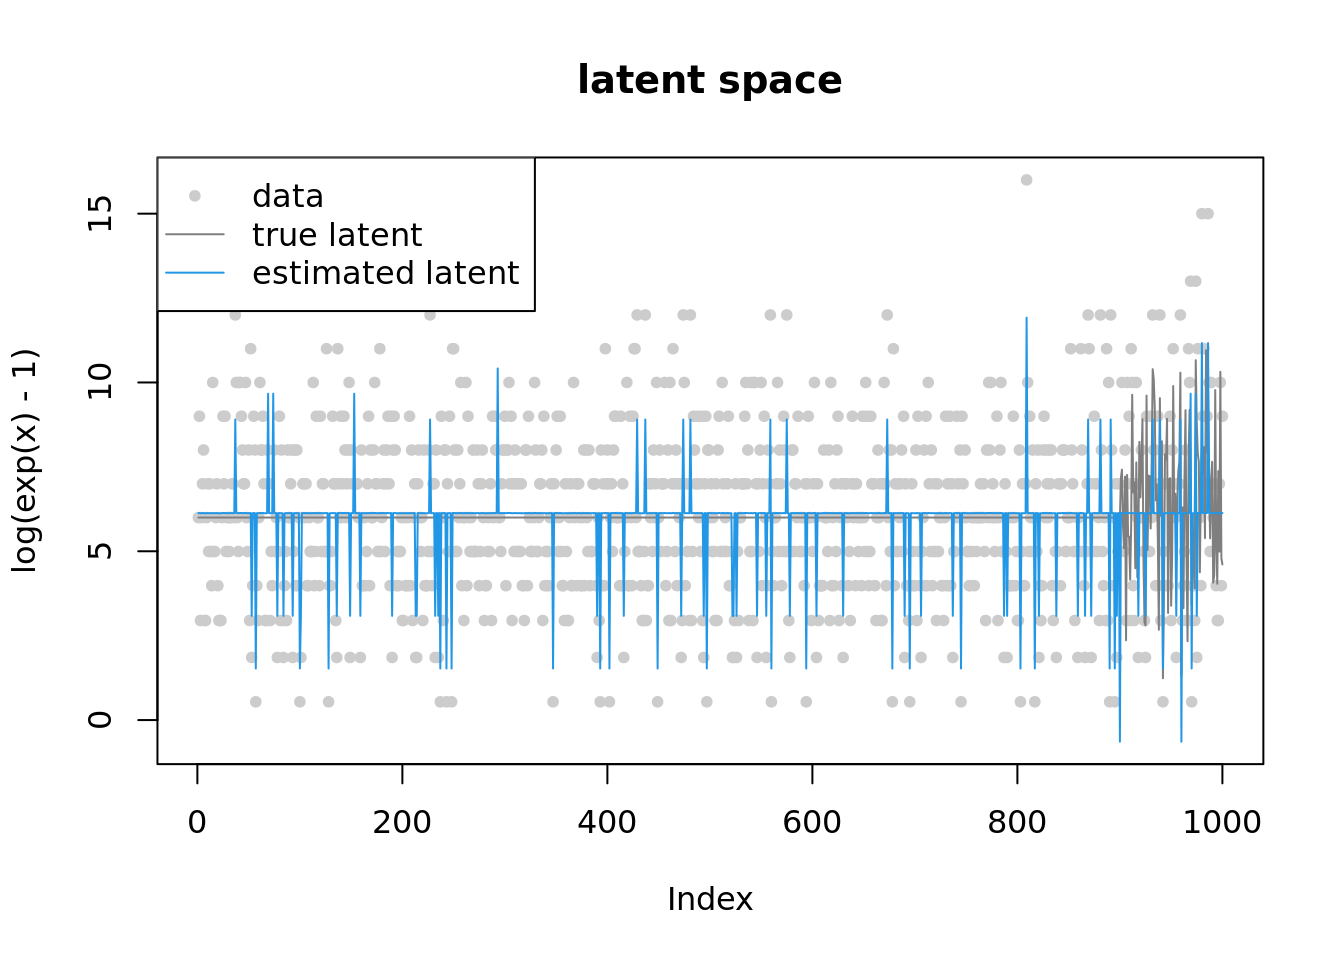 latent space
data
true latent
estimated latent
log(exp(x) - 1)
15
10
5
0
0 200 400 600 800 1000
Index